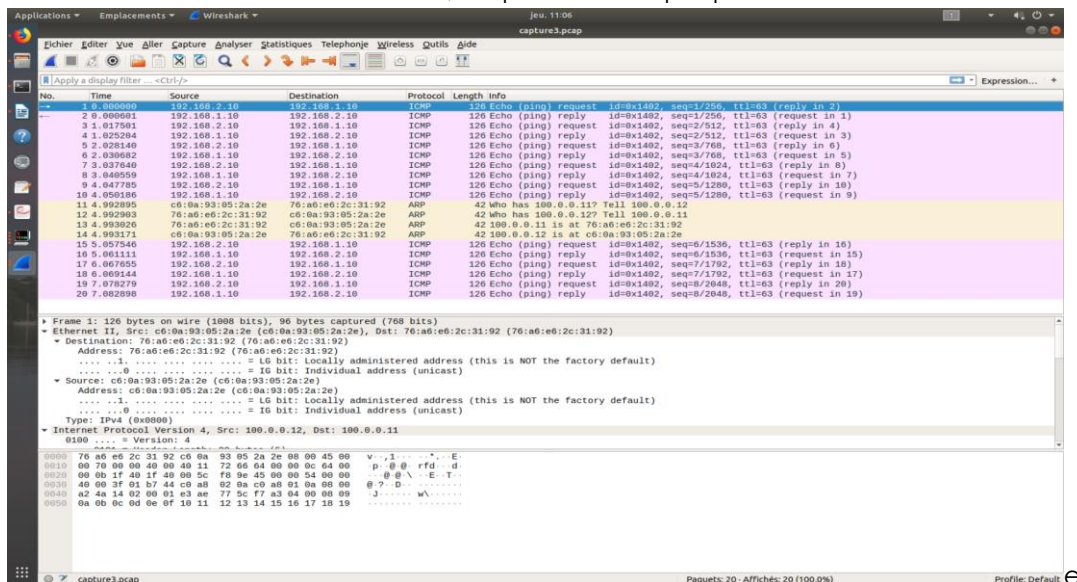 Applications Emplacements Wireshark jeu. 11:06 1
capture3.pcap
Fichier Editer Vue Aller Capture Analyser Statistiques Telephonie Wireless Outils Aide
Apply a display filter ... <Ctrl-/> Expression... +
No. Time Source Destination Protocol Length Info
1 0.000000 192.168.2.10 192.168.1.10 ICMP 126 Echo (ping) request id=0x1402, seq=1/256, ttl=63 (reply in 2)
2 0.000601 192.168.1.10 192.168.2.10 ICMP 126 Echo (ping) reply id=0x1402, seq=1/256, ttl=63 (request in 1)
3 1.017501 192.168.2.10 192.168.1.10 ICMP 126 Echo (ping) request id=0x1402, seq=2/512, ttl=63 (reply in 4)
4 1.025204 192.168.1.10 192.168.2.10 ICMP 126 Echo (ping) reply id=0x1402, seq=2/512, ttl=63 (request in 3)
5 2.028140 192.168.2.10 192.168.1.10 ICMP 126 Echo (ping) request id=0x1402, seq=3/768, ttl=63 (reply in 6)
6 2.030682 192.168.1.10 192.168.2.10 ICMP 126 Echo (ping) reply id=0x1402, seq=3/768, ttl=63 (request in 5)
7 3.037640 192.168.2.10 192.168.1.10 ICMP 126 Echo (ping) request id=0x1402, seq=4/1024, ttl=63 (reply in 8)
8 3.040559 192.168.1.10 192.168.2.10 ICMP 126 Echo (ping) reply id=0x1402, seq=4/1024, ttl=63 (request in 7)
9 4.047785 192.168.2.10 192.168.1.10 ICMP 126 Echo (ping) request id=0x1402, seq=5/1280, ttl=63 (reply in 10)
10 4.050186 192.168.1.10 192.168.2.10 ICMP 126 Echo (ping) reply id=0x1402, seq=5/1280, ttl=63 (request in 9)
11 4.992895 c6:0a:93:05:2a:2e 76:a6:e6:2c:31:92 ARP 42 Who has 100.0.0.11? Tell 100.0.0.12
12 4.992903 76:a6:e6:2c:31:92 c6:0a:93:05:2a:2e ARP 42 Who has 100.0.0.12? Tell 100.0.0.11
13 4.993026 76:a6:e6:2c:31:92 c6:0a:93:05:2a:2e ARP 42 100.0.0.11 is at 76:a6:e6:2c:31:92
14 4.993171 c6:0a:93:05:2a:2e 76:a6:e6:2c:31:92 ARP 42 100.0.0.12 is at c6:0a:93:05:2a:2e
15 5.057546 192.168.2.10 192.168.1.10 ICMP 126 Echo (ping) request id=0x1402, seq=6/1536, ttl=63 (reply in 16)
16 5.061111 192.168.1.10 192.168.2.10 ICMP 126 Echo (ping) reply id=0x1402, seq=6/1536, ttl=63 (request in 15)
17 6.067655 192.168.2.10 192.168.1.10 ICMP 126 Echo (ping) request id=0x1402, seq=7/1792, ttl=63 (reply in 18)
18 6.069144 192.168.1.10 192.168.2.10 ICMP 126 Echo (ping) reply id=0x1402, seq=7/1792, ttl=63 (request in 17)
19 7.078279 192.168.2.10 192.168.1.10 ICMP 126 Echo (ping) request id=0x1402, seq=8/2048, ttl=63 (reply in 20)
20 7.082898 192.168.1.10 192.168.2.10 ICMP 126 Echo (ping) reply id=0x1402, seq=8/2048, ttl=63 (request in 19)
Frame 1: 126 bytes on wire (1008 bits), 96 bytes captured (768 bits)
Ethernet II, Src: c6:0a:93:05:2a:2e (c6:0a:93:05:2a:2e), Dst: 76:a6:e6:2c:31:92 (76:a6:e6:2c:31:92)
Destination: 76:a6:e6:2c:31:92 (76:a6:e6:2c:31:92)
Address: 76:a6:e6:2c:31:92 (76:a6:e6:2c:31:92)
.... ..1. .... .... .... .... = LG bit: Locally administered address (this is NOT the factory default)
.... ...0 .... .... .... .... = IG bit: Individual address (unicast)
Source: c6:0a:93:05:2a:2e (c6:0a:93:05:2a:2e)
Address: c6:0a:93:05:2a:2e (c6:0a:93:05:2a:2e)
.... ..1. .... .... .... .... = LG bit: Locally administered address (this is NOT the factory default)
.... ...0 .... .... .... .... = IG bit: Individual address (unicast)
Type: IPv4 (0x0800)
Internet Protocol Version 4, Src: 100.0.0.12, Dst: 100.0.0.11
0100 .... = Version: 4
0000 76 a6 e6 2c 31 92 c6 0a 93 05 2a 2e 08 00 45 00 v··,1··· ··*.··E·
0010 00 70 00 00 40 00 40 11 72 66 64 00 00 0c 64 00 ·p··@·@· rfd···d·
0020 00 0b 1f 40 1f 40 00 5c f8 9e 45 00 00 54 00 00 ···@·@·\ ··E··T··
0030 40 00 3f 01 b7 44 c0 a8 02 0a c0 a8 01 0a 08 00 @·?··D·· ········
0040 a2 4a 14 02 00 01 e3 ae 77 5c f7 a3 04 00 08 09 ·J······ w\······
0050 0a 0b 0c 0d 0e 0f 10 11 12 13 14 15 16 17 18 19 ········ ········
capture3.pcap Paquets: 20 · Affichés: 20 (100.0%) Profile: Default
e